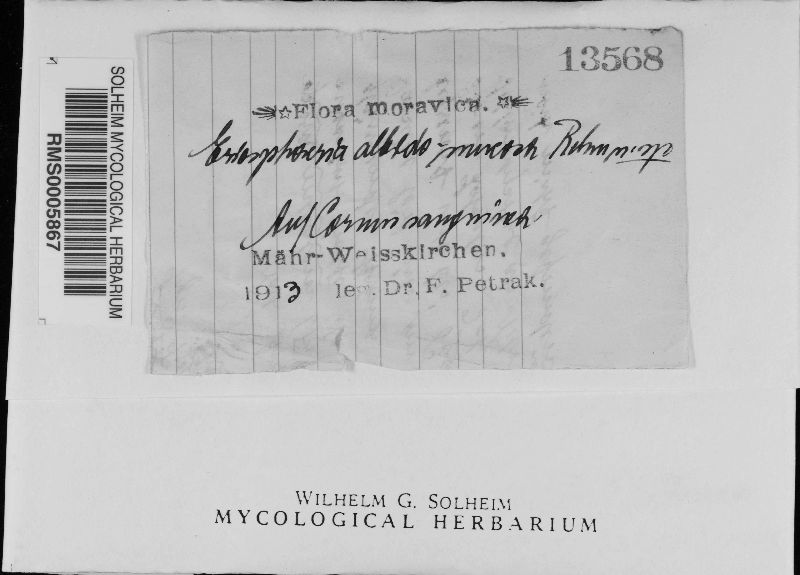 13568
Flora moravica.
Eriosphaeria albido-mucosa Rehm n. sp
Auf Cornus sanguinea
Mähr-Weisskirchen.
1913 leg. Dr. F. Petrak.
SOLHEIM MYCOLOGICAL HERBARIUM
RMS0005867
WILHELM G. SOLHEIM
MYCOLOGICAL HERBARIUM